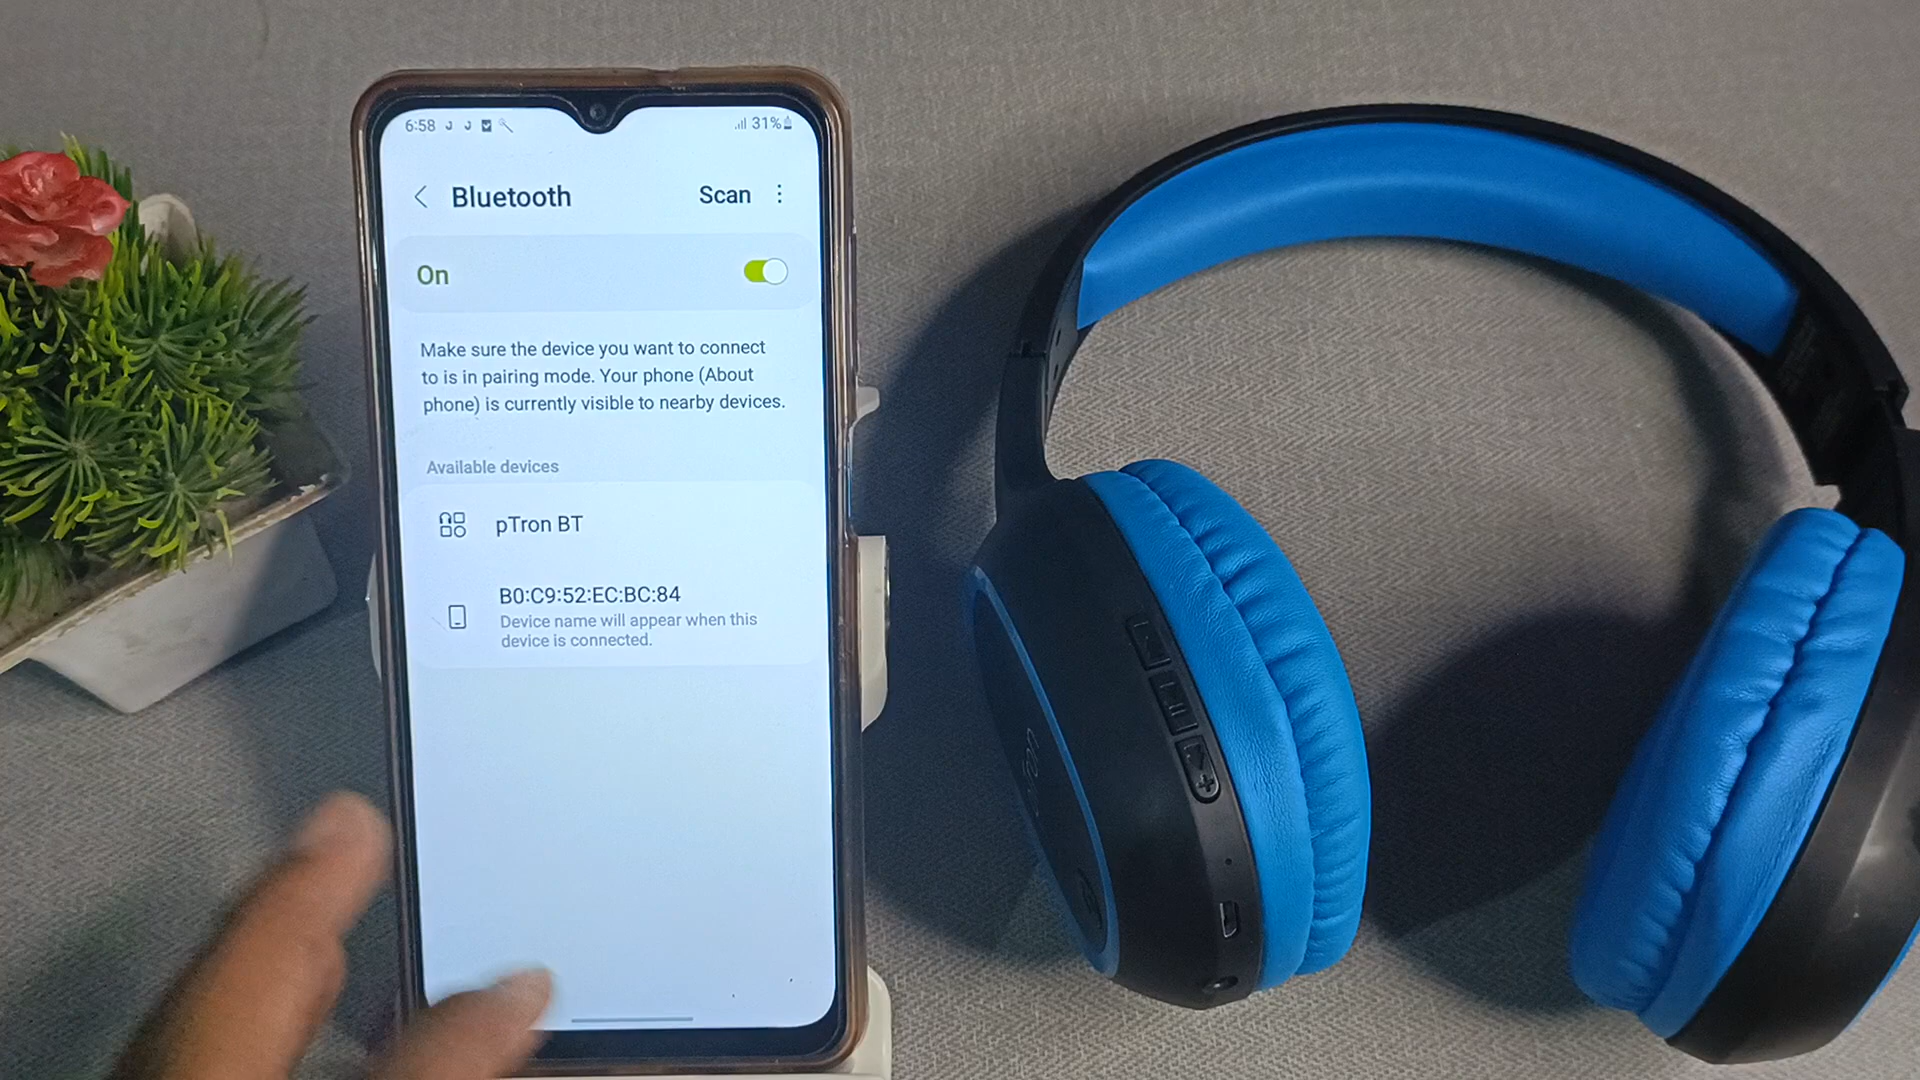 6:58
31%
Bluetooth
Scan
On
Make sure the device you want to connect
to is in pairing mode. Your phone (About
phone) is currently visible to nearby devices.
Available devices
pTron BT
B0:C9:52:EC:BC:84
Device name will appear when this
device is connected.